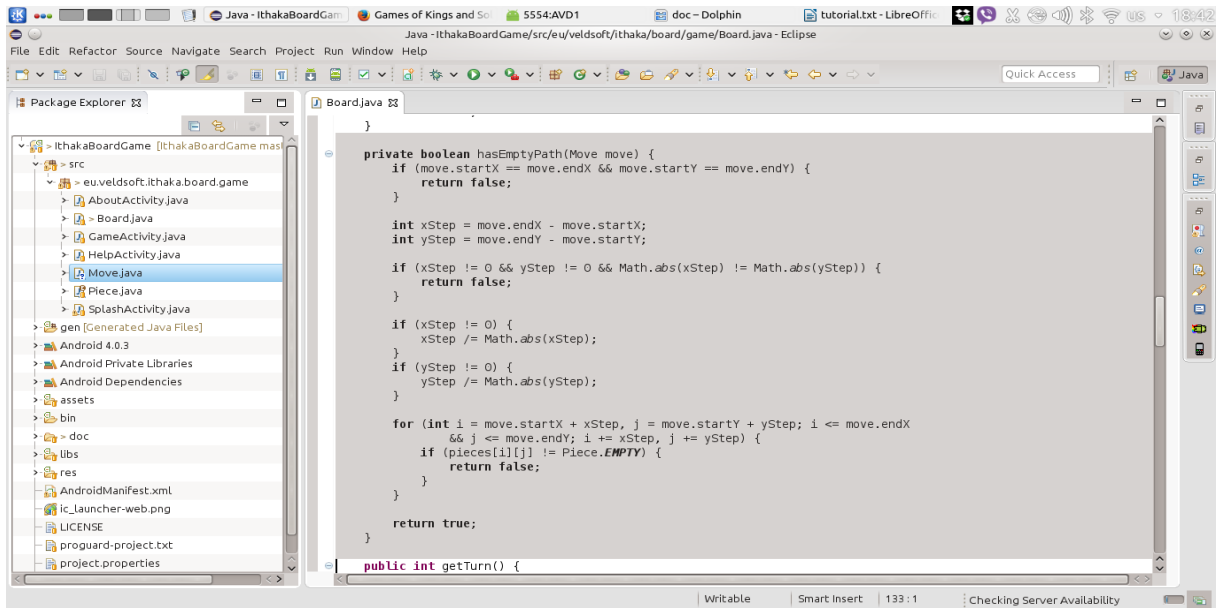 Java - IthakaBoardGam
Games of Kings and So
5554:AVD1
doc – Dolphin
tutorial.txt - LibreOffic
us
18:42
Java - IthakaBoardGame/src/eu/veldsoft/ithaka/board/game/Board.java - Eclipse
File Edit Refactor Source Navigate Search Project Run Window Help
Quick Access
Java
Package Explorer
Board.java
> IthakaBoardGame [IthakaBoardGame mast
> src
> eu.veldsoft.ithaka.board.game
AboutActivity.java
> Board.java
GameActivity.java
HelpActivity.java
Move.java
Piece.java
SplashActivity.java
gen [Generated Java Files]
Android 4.0.3
Android Private Libraries
Android Dependencies
assets
bin
> doc
libs
res
AndroidManifest.xml
ic_launcher-web.png
LICENSE
proguard-project.txt
project.properties
}
private boolean hasEmptyPath(Move move) {
if (move.startX == move.endX && move.startY == move.endY) {
return false;
}
int xStep = move.endX - move.startX;
int yStep = move.endY - move.startY;
if (xStep != 0 && yStep != 0 && Math.abs(xStep) != Math.abs(yStep)) {
return false;
}
if (xStep != 0) {
xStep /= Math.abs(xStep);
}
if (yStep != 0) {
yStep /= Math.abs(yStep);
}
for (int i = move.startX + xStep, j = move.startY + yStep; i <= move.endX
&& j <= move.endY; i += xStep, j += yStep) {
if (pieces[i][j] != Piece.EMPTY) {
return false;
}
}
return true;
}
public int getTurn() {
Writable
Smart Insert
133 : 1
Checking Server Availability